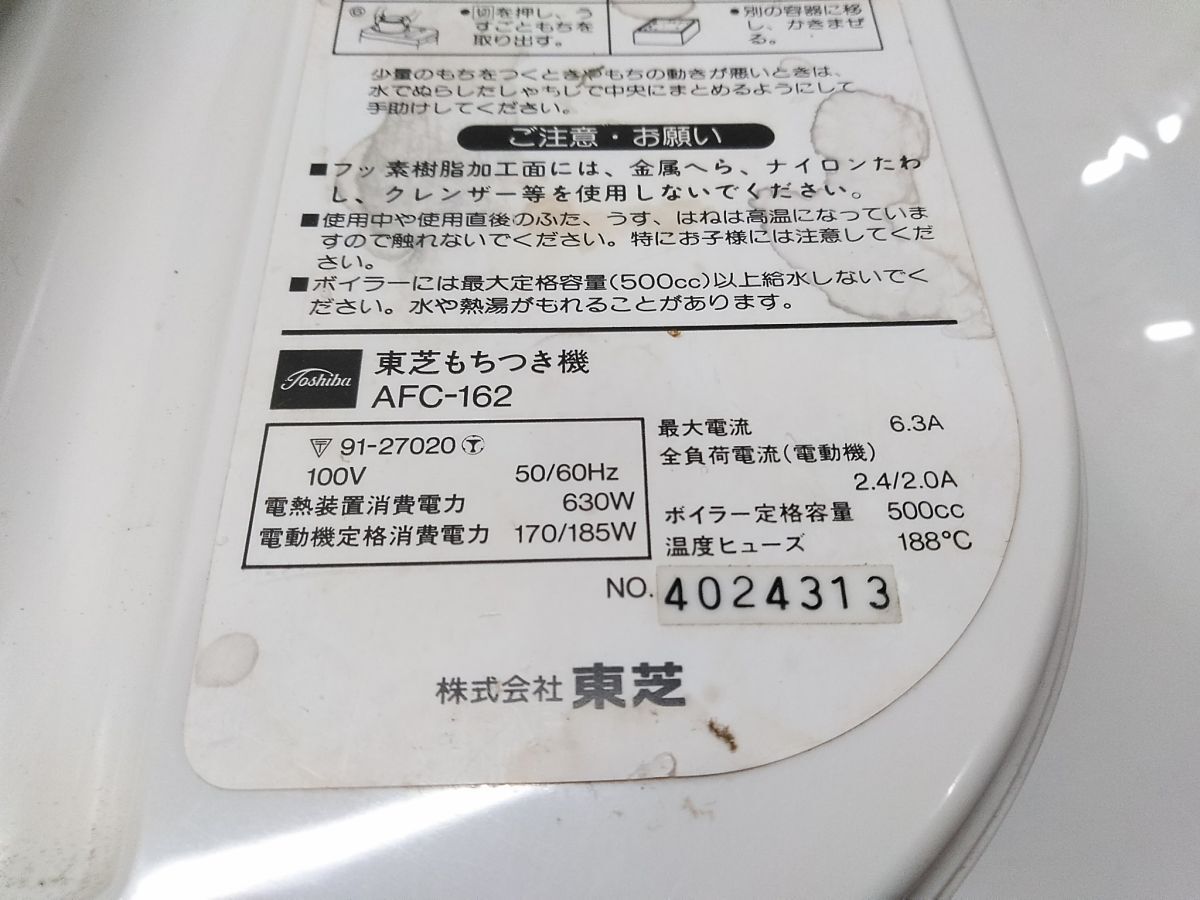 ⑥
●切を押し、う
すごともちを
取り出す。
●別の容器に移
し、かきまぜ
る。
少量のもちをつくときやもちの動きが悪いときは、
水でぬらしたしゃもじで中央にまとめるようにして
手助けしてください。
ご注意・お願い
■フッ素樹脂加工面には、金属へら、ナイロンたわ
し、クレンザー等を使用しないでください。
■使用中や使用直後のふた、うす、はねは高温になっていま
すので触れないでください。特にお子様には注意してくだ
さい。
■ボイラーには最大定格容量(500cc)以上給水しないでく
ださい。水や熱湯がもれることがあります。
Toshiba
東芝もちつき機
AFC-162
91-27020
100V 50/60Hz
電熱装置消費電力 630W
電動機定格消費電力 170/185W
最大電流 6.3A
全負荷電流(電動機)
2.4/2.0A
ボイラー定格容量 500cc
温度ヒューズ 188°C
NO. 4024313
株式会社 東芝